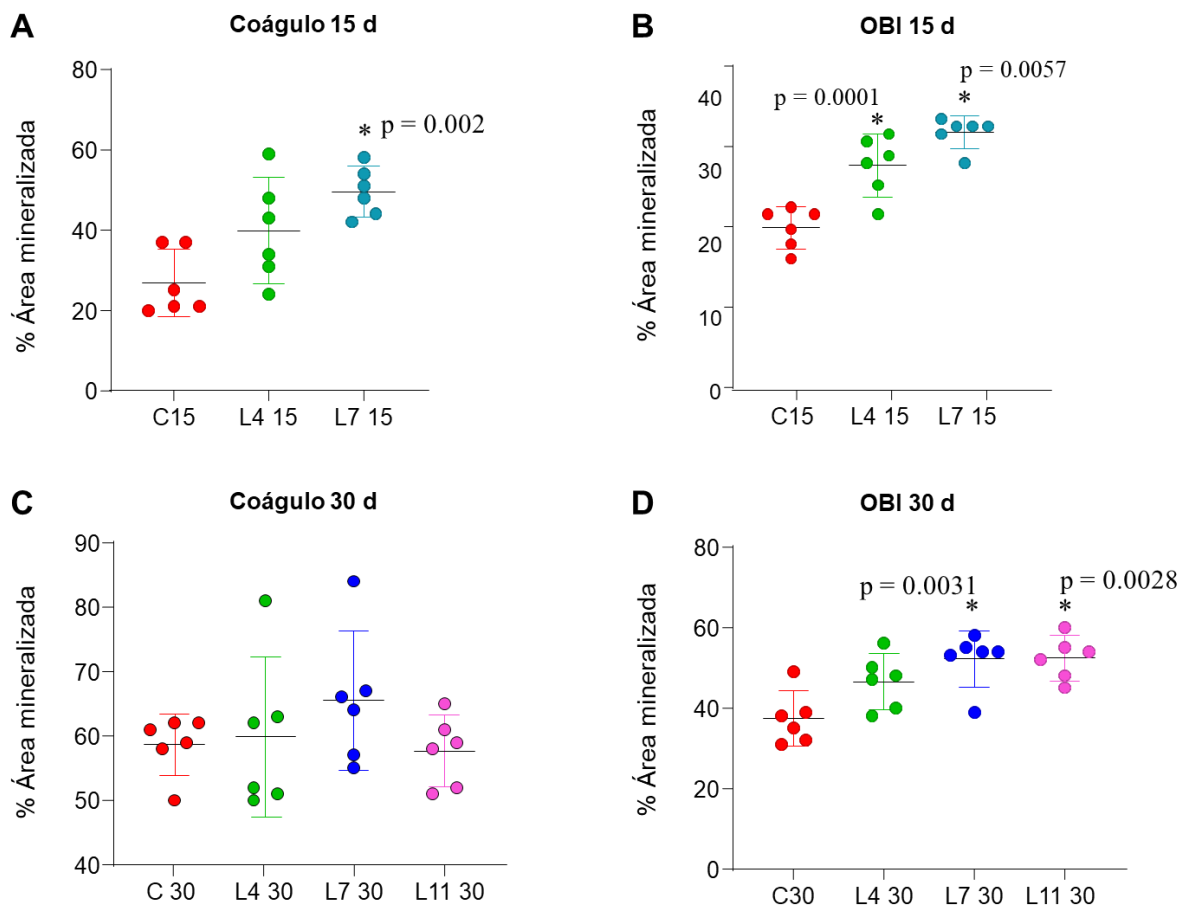 A
Coágulo 15 d
% Área mineralizada
80
60
40
20
0
* p = 0.002
C15 L4 15 L7 15
B
OBI 15 d
% Área mineralizada
40
30
20
10
0
p = 0.0057
p = 0.0001
*
*
C15 L4 15 L7 15
C
Coágulo 30 d
% Área mineralizada
90
80
70
60
50
40
C 30 L4 30 L7 30 L11 30
D
OBI 30 d
% Área mineralizada
80
60
40
20
0
p = 0.0031
p = 0.0028
*
*
C30 L4 30 L7 30 L11 30